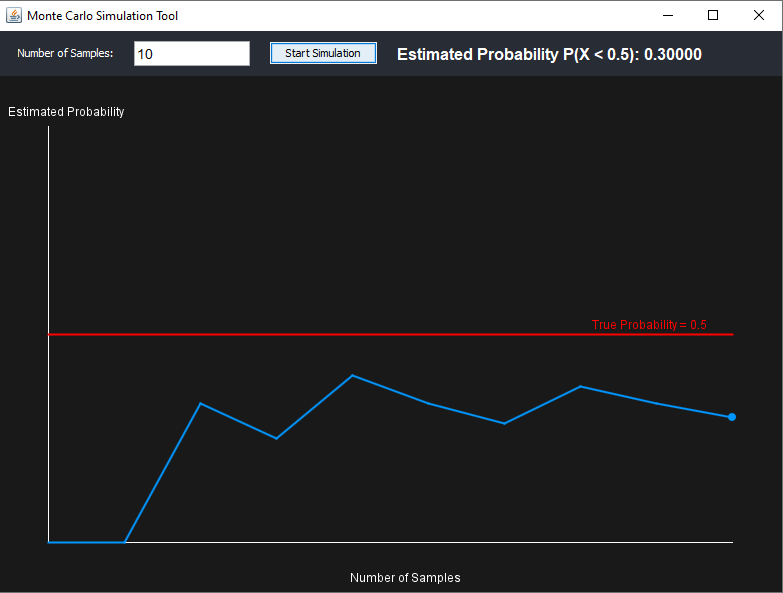 Monte Carlo Simulation Tool
Number of Samples: 10 Start Simulation Estimated Probability P(X < 0.5): 0.30000
Estimated Probability
True Probability = 0.5
Number of Samples